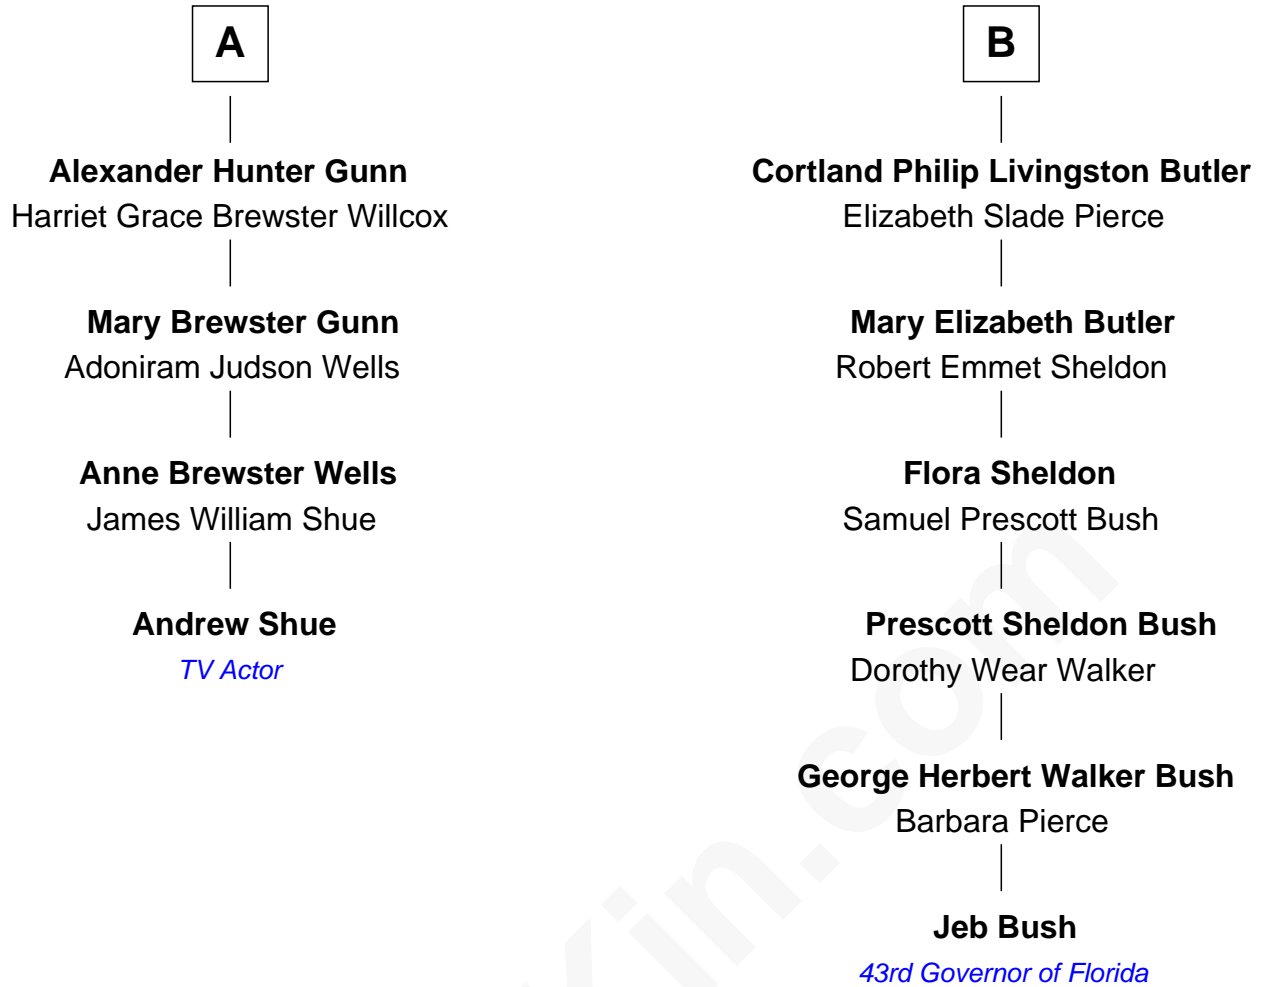 A
Alexander Hunter Gunn
Harriet Grace Brewster Willcox
Mary Brewster Gunn
Adoniram Judson Wells
Anne Brewster Wells
James William Shue
Andrew Shue
TV Actor
B
Cortland Philip Livingston Butler
Elizabeth Slade Pierce
Mary Elizabeth Butler
Robert Emmet Sheldon
Flora Sheldon
Samuel Prescott Bush
Prescott Sheldon Bush
Dorothy Wear Walker
George Herbert Walker Bush
Barbara Pierce
Jeb Bush
43rd Governor of Florida
Kin.com